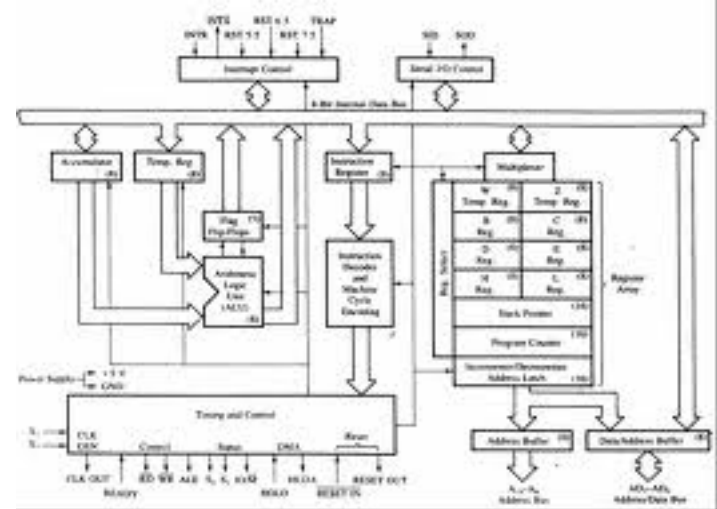 INTA RST 6.5 TRAP
INTR RST 5.5 RST 7.5
SID SOD
Interrupt Control
Serial I/O Control
8-Bit Internal Data Bus
Accumulator
(8)
Temp. Reg.
(8)
Instruction
Register
(8)
Multiplexer
W (8)
Temp. Reg.
Z (8)
Temp. Reg.
B (8)
Reg.
C (8)
Reg.
D (8)
Reg.
E (8)
Reg.
H (8)
Reg.
L (8)
Reg.
Stack Pointer (16)
Program Counter (16)
Incrementer/Decrementer
Address Latch (16)
Reg. Select
Register
Array
Flag
Flip-Flops
Arithmetic
Logic
Unit
(ALU)
(8)
Instruction
Decoder
and
Machine
Cycle
Encoding
Power Supply
+5 V
GND
Timing and Control
CLK
GEN
Control
Status
DMA
Reset
CLK OUT
READY
RD WR ALE S₀ S₁ IO/M
HOLD
HLDA
RESET IN
RESET OUT
Address Buffer (8)
Data/Address Buffer (8)
Address Bus
Address/Data Bus